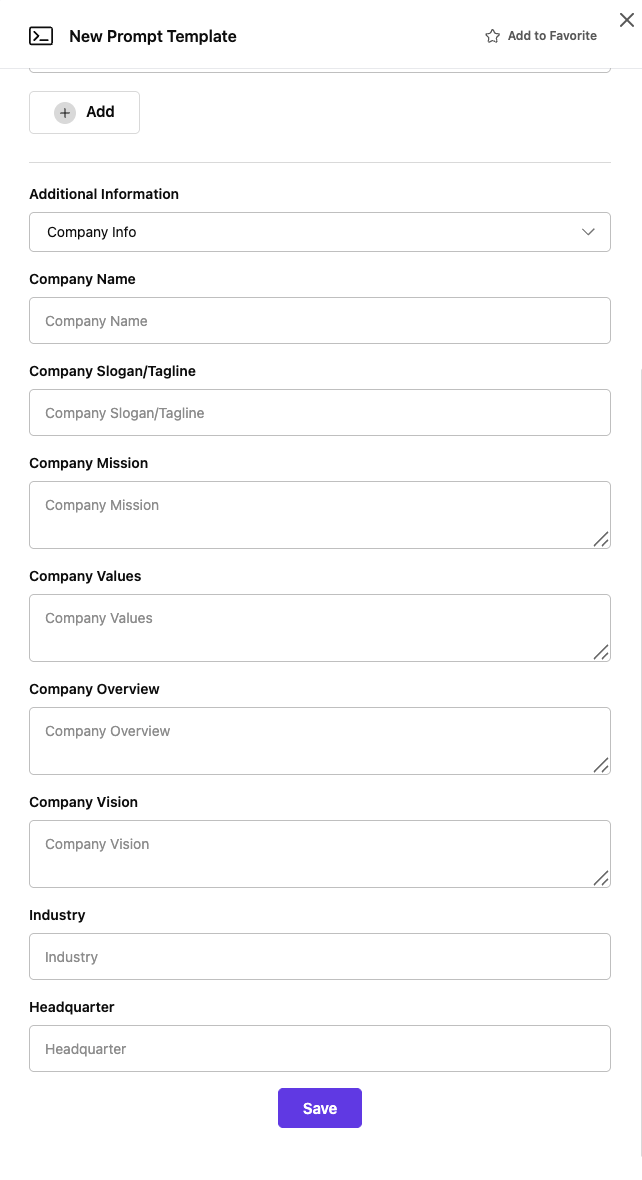 New Prompt Template
Add to Favorite
Add
Additional Information
Company Info
Company Name
Company Name
Company Slogan/Tagline
Company Slogan/Tagline
Company Mission
Company Mission
Company Values
Company Values
Company Overview
Company Overview
Company Vision
Company Vision
Industry
Industry
Headquarter
Headquarter
Save